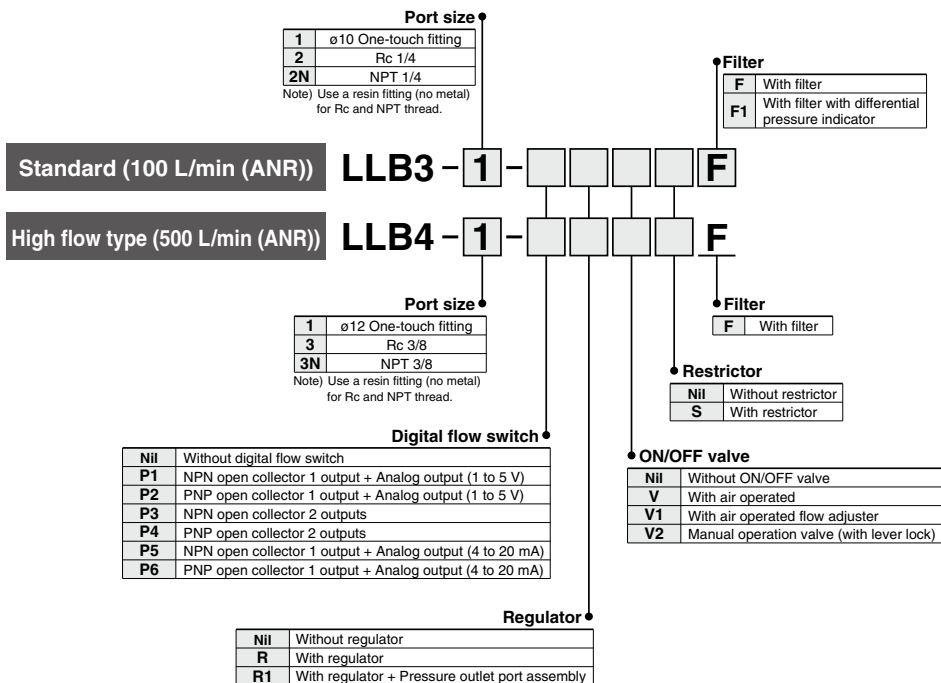 Port size
1 ø10 One-touch fitting
2 Rc 1/4
2N NPT 1/4
Note) Use a resin fitting (no metal)
for Rc and NPT thread.
Filter
F With filter
F1 With filter with differential
pressure indicator
Standard (100 L/min (ANR)) LLB3 - 1 - F
High flow type (500 L/min (ANR)) LLB4 - 1 - F
Port size
1 ø12 One-touch fitting
3 Rc 3/8
3N NPT 3/8
Note) Use a resin fitting (no metal)
for Rc and NPT thread.
Filter
F With filter
Restrictor
Nil Without restrictor
S With restrictor
Digital flow switch
Nil Without digital flow switch
P1 NPN open collector 1 output + Analog output (1 to 5 V)
P2 PNP open collector 1 output + Analog output (1 to 5 V)
P3 NPN open collector 2 outputs
P4 PNP open collector 2 outputs
P5 NPN open collector 1 output + Analog output (4 to 20 mA)
P6 PNP open collector 1 output + Analog output (4 to 20 mA)
ON/OFF valve
Nil Without ON/OFF valve
V With air operated
V1 With air operated flow adjuster
V2 Manual operation valve (with lever lock)
Regulator
Nil Without regulator
R With regulator
R1 With regulator + Pressure outlet port assembly